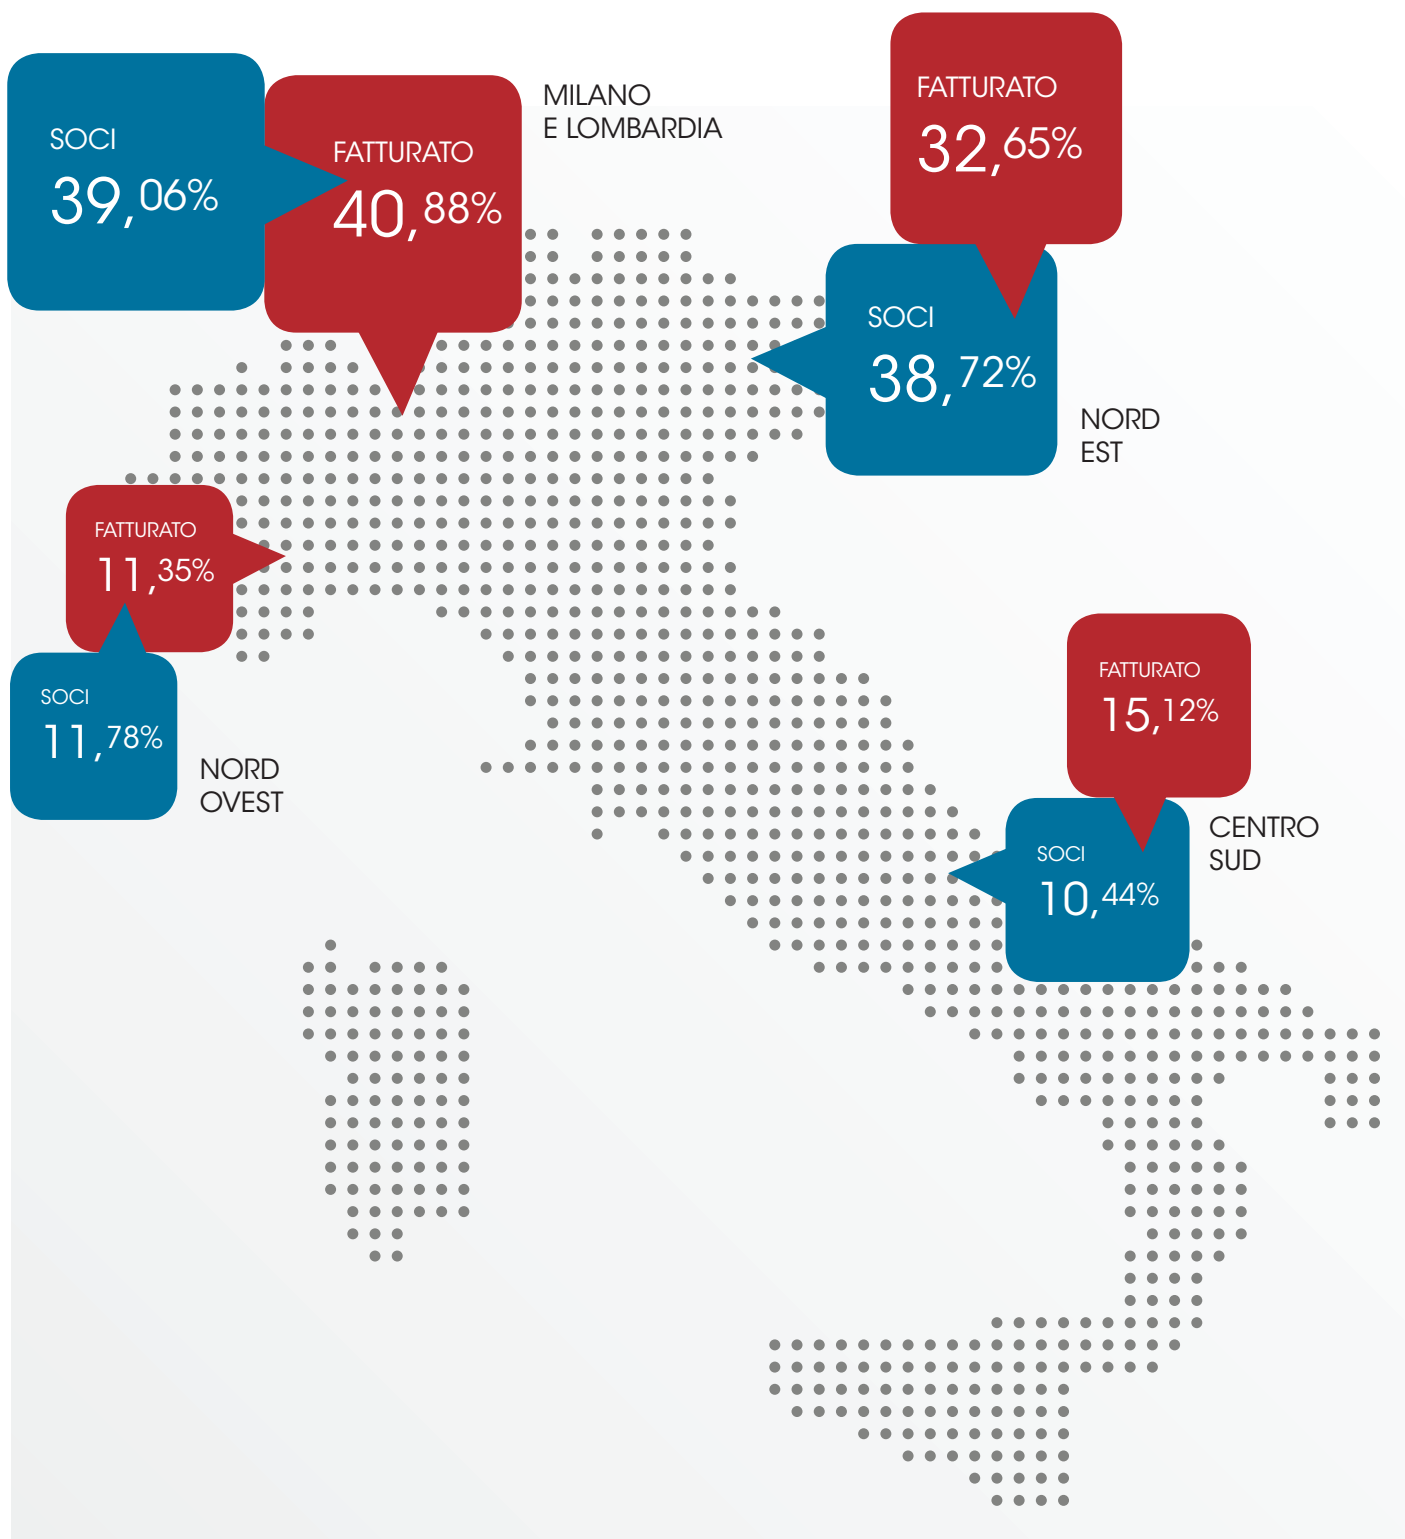 SOCI
39,06%
FATTURATO
40,88%
MILANO
E LOMBARDIA
FATTURATO
32,65%
SOCI
38,72%
NORD
EST
FATTURATO
11,35%
SOCI
11,78%
NORD
OVEST
FATTURATO
15,12%
SOCI
10,44%
CENTRO
SUD